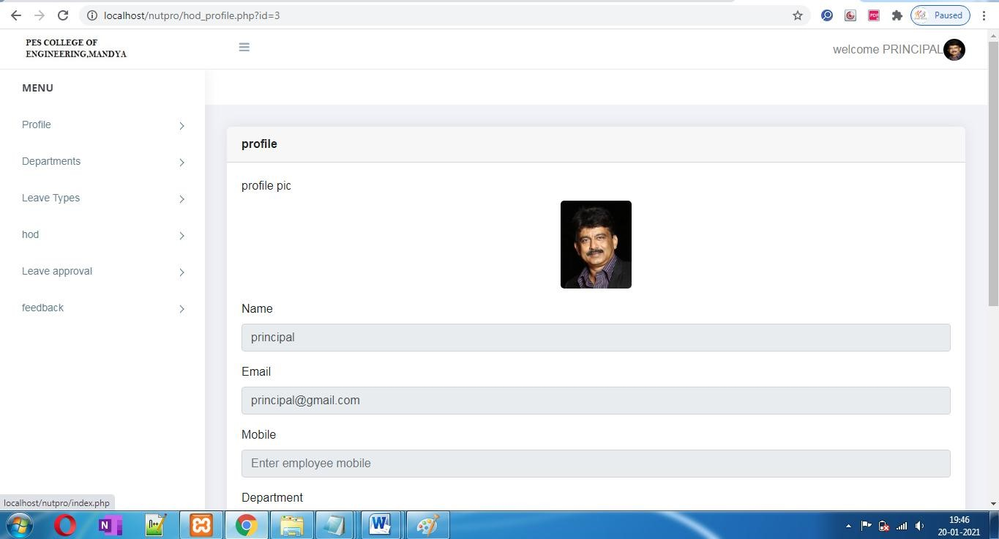 localhost/nutpro/hod_profile.php?id=3
PDF
Paused
PES COLLEGE OF
ENGINEERING,MANDYA
welcome PRINCIPAL
MENU
Profile
Departments
Leave Types
hod
Leave approval
feedback
profile
profile pic
Name
principal
Email
principal@gmail.com
Mobile
Enter employee mobile
Department
localhost/nutpro/index.php
N
n++
W
19:46
20-01-2021